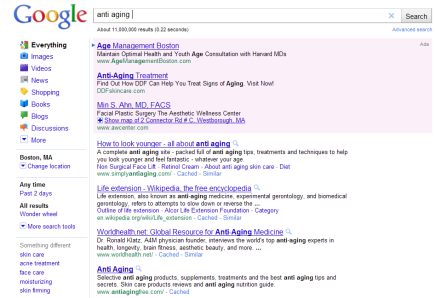 Google
anti aging
Search
About 11,000,000 results (0.22 seconds)
Advanced search
Everything
Images
Videos
News
Shopping
Books
Blogs
Discussions
More
Boston, MA
Change location
Any time
Past 2 days
All results
Wonder wheel
More search tools
Something different
skin care
acne treatment
face care
moisturizing
skin firming
Ads
Age Management Boston
Maintain Optimal Health and Youth Age Consultation with Harvard MDs
www.AgeManagementBoston.com
Anti-Aging Treatment
Find Out How DDF Can Help You Treat Signs of Aging. Visit Now!
DDFskincare.com
Min S. Ahn, MD, FACS
Facial Plastic Surgery The Aesthetic Wellness Center
Show map of 2 Connector Rd # C, Westborough, MA
www.awcenter.com
How to look younger - all about anti aging
A complete anti aging site - packed full of anti aging tips, treatments and techniques to help
you look younger and feel fantastic - whatever your age.
Non Surgical Face Lift - Retinol Cream - About anti aging skin care - Diet
www.simplyantiaging.com/ - Cached - Similar
Life extension - Wikipedia, the free encyclopedia
Life extension, also known as anti-aging medicine, experimental gerontology, and biomedical
gerontology, refers to attempts to slow down or reverse the ...
Outline of life extension - Alcor Life Extension Foundation - Category
en.wikipedia.org/wiki/Life_extension - Cached - Similar
Worldhealth.net: Global Resource for Anti-Aging Medicine
Dr. Ronald Klatz, A4M physician founder, interviews the world's top anti-aging experts in
health, longevity, brain fitness, aesthetic beauty, and more. ...
www.worldhealth.net/ - Cached - Similar
Anti Aging
Selective anti aging products, supplements, treatments and the best anti aging tips and
secrets. Skin care products reviews and anti aging nutrition guide.
www.antiagingfree.com/ - Cached